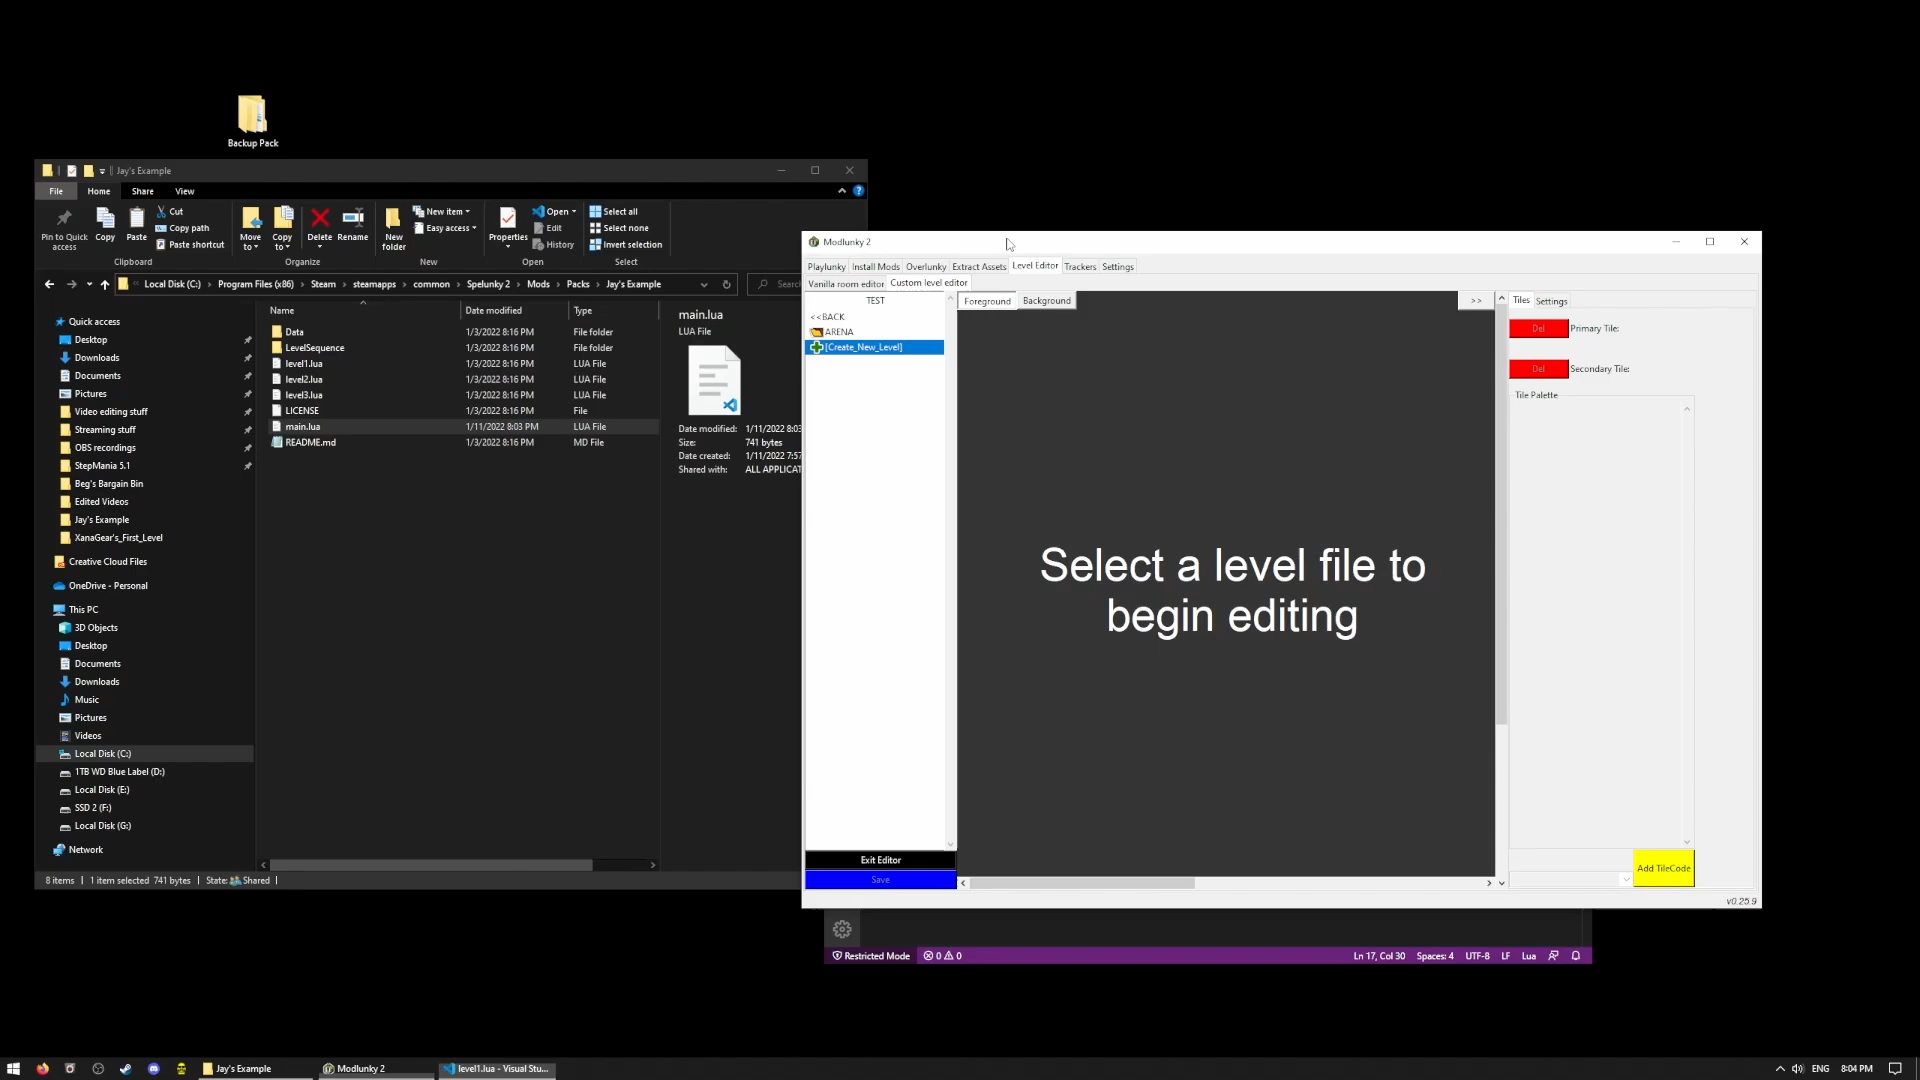 Backup Pack
Jay's Example
File Home Share View
Pin to Quick access
Copy
Paste
Cut
Copy path
Paste shortcut
Clipboard
Move to
Copy to
Delete
Rename
Organize
New folder
New item
Easy access
New
Properties
Open
Edit
History
Open
Select all
Select none
Invert selection
Select
Local Disk (C:) > Program Files (x86) > Steam > steamapps > common > Spelunky 2 > Mods > Packs > Jay's Example
Quick access
Desktop
Downloads
Documents
Pictures
Video editing stuff
Streaming stuff
OBS recordings
StepMania 5.1
Beg's Bargain Bin
Edited Videos
Jay's Example
XanaGear's_First_Level
Creative Cloud Files
OneDrive - Personal
This PC
3D Objects
Desktop
Documents
Downloads
Music
Pictures
Videos
Local Disk (C:)
1TB WD Blue Label (D:)
Local Disk (E:)
SSD 2 (F:)
Local Disk (G:)
Network
Name Date modified Type
Data 1/3/2022 8:16 PM File folder
LevelSequence 1/3/2022 8:16 PM File folder
level1.lua 1/3/2022 8:16 PM LUA File
level2.lua 1/3/2022 8:16 PM LUA File
level3.lua 1/3/2022 8:16 PM LUA File
LICENSE 1/3/2022 8:16 PM File
main.lua 1/11/2022 8:03 PM LUA File
README.md 1/3/2022 8:16 PM MD File
main.lua
LUA File
Date modified: 1/11/2022 8:03
Size: 741 bytes
Date created: 1/11/2022 7:57
Shared with: ALL APPLICAT
8 items | 1 item selected 741 bytes | State: Shared |
Modlunky 2
Playlunky Install Mods Overlunky Extract Assets Level Editor Trackers Settings
Vanilla room editor Custom level editor
TEST
<<BACK
ARENA
[Create_New_Level]
Exit Editor
Save
Foreground Background
>>
Select a level file to
begin editing
Tiles Settings
Del Primary Tile:
Del Secondary Tile:
Tile Palette
Add TileCode
v0.25.9
Restricted Mode 0 0 Ln 17, Col 30 Spaces: 4 UTF-8 LF Lua
Jay's Example
Modlunky 2
level1.lua - Visual Stu...
ENG 8:04 PM